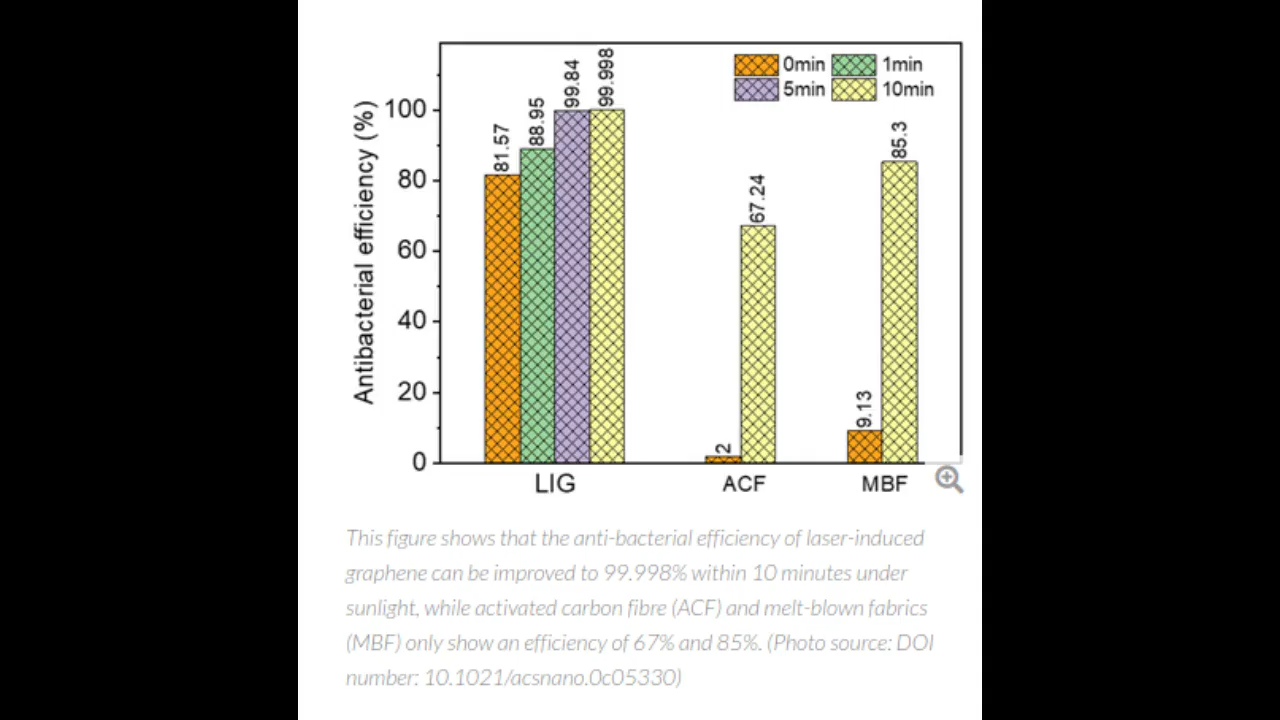 0min 1min
5min 10min
Antibacterial efficiency (%)
100
80
60
40
20
0
81.57
88.95
99.84
99.998
2
67.24
9.13
85.3
LIG ACF MBF
This figure shows that the anti-bacterial efficiency of laser-induced
graphene can be improved to 99.998% within 10 minutes under
sunlight, while activated carbon fibre (ACF) and melt-blown fabrics
(MBF) only show an efficiency of 67% and 85%. (Photo source: DOI
number: 10.1021/acsnano.0c05330)